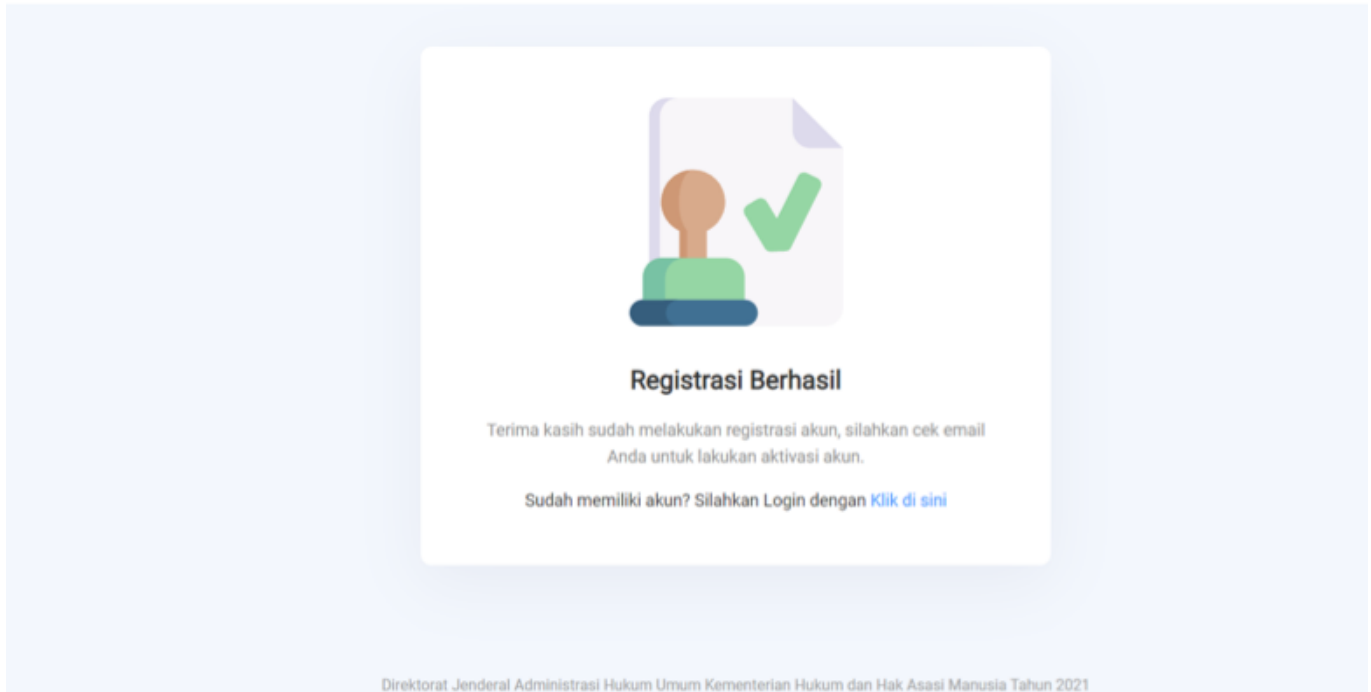 Registrasi Berhasil
Terima kasih sudah melakukan registrasi akun, silahkan cek email
Anda untuk lakukan aktivasi akun.
Sudah memiliki akun? Silahkan Login dengan Klik di sini
Direktorat Jenderal Administrasi Hukum Umum Kementerian Hukum dan Hak Asasi Manusia Tahun 2021